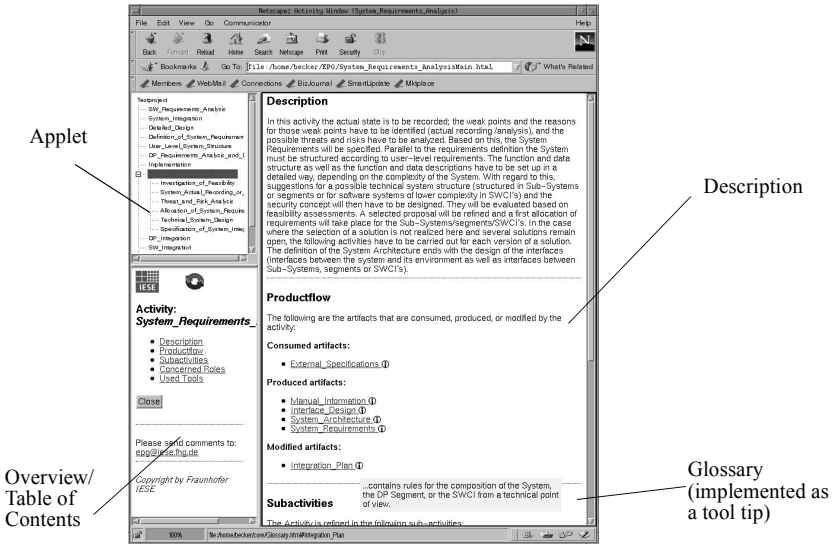 Netscape: Activity Window (System_Requirements_Analysis)
File Edit View Go Communicator Help
Back Forward Reload Home Search Netscape Print Security Stop
N
Bookmarks Go To: file:/home/becker/EPG/System_Requirements_AnalysisMain.html What's Related
Members WebMail Connections BizJournal SmartUpdate Mktplace
Testproject
SW_Requirements_Analysis
System_Integration
Detailed_Design
Definition_of_System_Requirement
User_Level_System_Structure
DP_Requirements_Analysis_and_I
Implementation
Investigation_of_Feasibility
System_Actual_Recording_or_
Threat_and_Risk_Analysis
Allocation_of_System_Require
Technical_System_Design
Specification_of_System_Integ
DP_Integration
SW_Integration
Applet
IESE
Activity:
System_Requirements_
Description
Productflow
Subactivities
Concerned Roles
Used Tools
Close
Please send comments to:
epg@iese.fhg.de
Copyright by Fraunhofer
IESE
Overview/
Table of
Contents
Description
In this activity the actual state is to be recorded; the weak points and the reasons
for those weak points have to be identified (actual recording /analysis), and the
possible threats and risks have to be analyzed. Based on this, the System
Requirements will be specified. Parallel to the requirements definition the System
must be structured according to user-level requirements. The function and data
structure as well as the function and data descriptions have to be set up in a
detailed way, depending on the complexity of the System. With regard to this,
suggestions for a possible technical system structure (structured in Sub-Systems
or segments or for software systems of lower complexity in SWCI's) and the
security concept will then have to be designed. They will be evaluated based on
feasibility assessments. A selected proposal will be refined and a first allocation of
requirements will take place for the Sub-Systems/segments/SWCI's. In the case
where the selection of a solution is not realized here and several solutions remain
open, the following activities have to be carried out for each version of a solution.
The definition of the System Architecture ends with the design of the interfaces
(interfaces between the system and its environment as well as interfaces between
Sub-Systems, segments or SWCI's).
Productflow
The following are the artifacts that are consumed, produced, or modified by the
activity:
Consumed artifacts:
External_Specifications
Produced artifacts:
Manual_Information
Interface_Design
System_Architecture
System_Requirements
Modified artifacts:
Integration_Plan
...contains rules for the composition of the System,
the DP Segment, or the SWCI from a technical point
of view.
Subactivities
The Activity is refined in the following sub-activities:
100% file:/home/becker/core/Glossary.html#Integration_Plan
Description
Glossary
(implemented as
a tool tip)